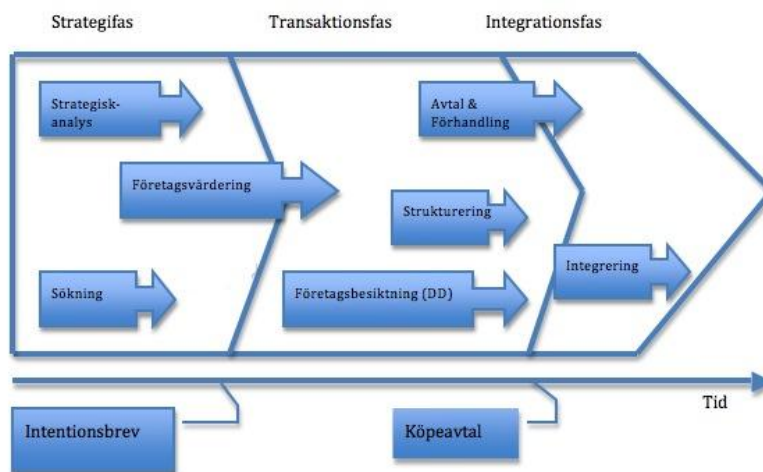 Strategifas Transaktionsfas Integrationsfas
Strategisk-
analys
Avtal &
Förhandling
Företagsvärdering
Strukturering
Integrering
Sökning
Företagsbesiktning (DD)
Tid
Intentionsbrev
Köpeavtal